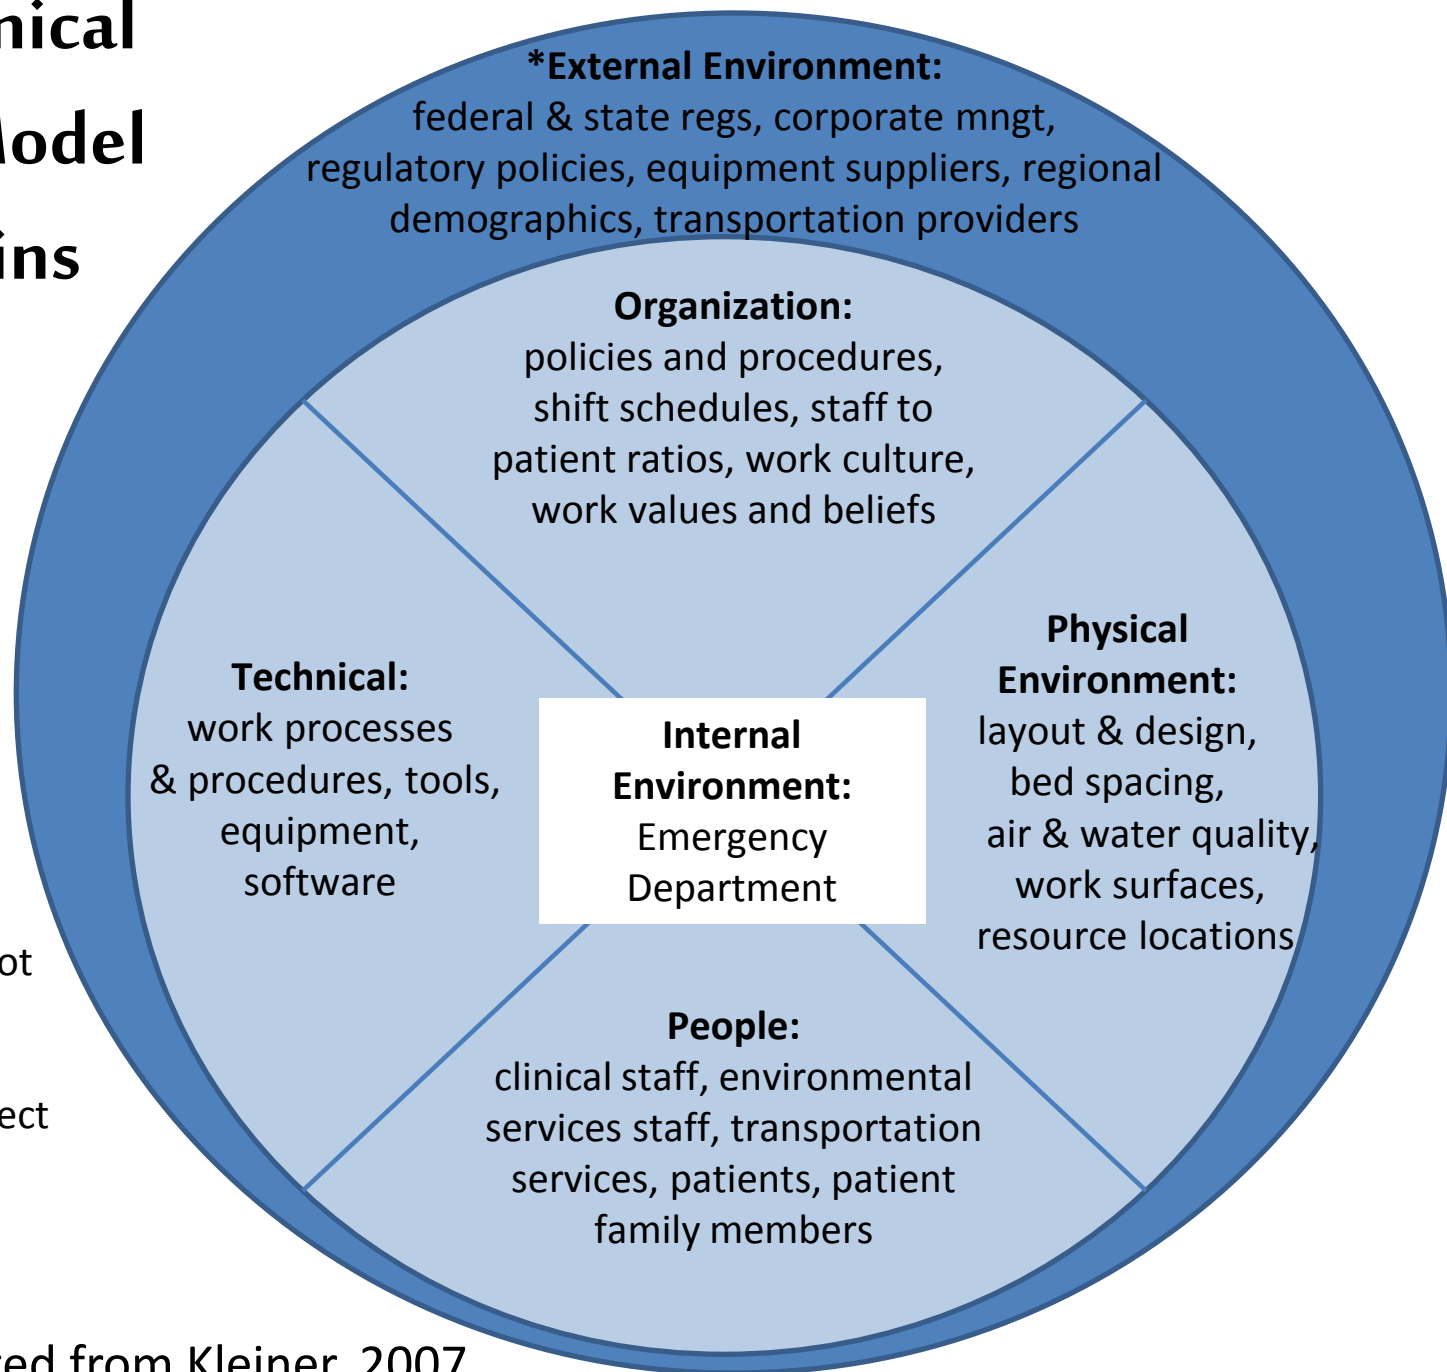 nical
Model
ins
*External Environment:
federal & state regs, corporate mngt,
regulatory policies, equipment suppliers, regional
demographics, transportation providers
Organization:
policies and procedures,
shift schedules, staff to
patient ratios, work culture,
work values and beliefs
Technical:
work processes
& procedures, tools,
equipment,
software
Internal
Environment:
Emergency
Department
Physical
Environment:
layout & design,
bed spacing,
air & water quality,
work surfaces,
resource locations
People:
clinical staff, environmental
services staff, transportation
services, patients, patient
family members
ot
ect
ed from Kleiner, 2007